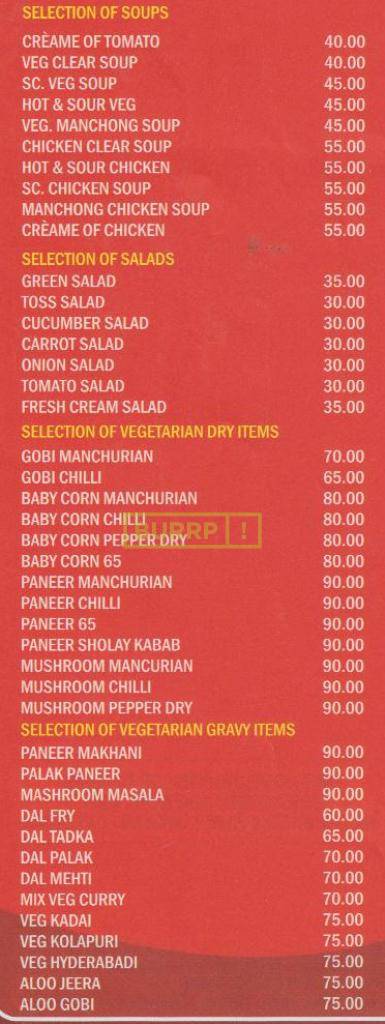 SELECTION OF SOUPS
CRÈAME OF TOMATO 40.00
VEG CLEAR SOUP 40.00
SC. VEG SOUP 45.00
HOT & SOUR VEG 45.00
VEG. MANCHONG SOUP 45.00
CHICKEN CLEAR SOUP 55.00
HOT & SOUR CHICKEN 55.00
SC. CHICKEN SOUP 55.00
MANCHONG CHICKEN SOUP 55.00
CRÈAME OF CHICKEN 55.00
SELECTION OF SALADS
GREEN SALAD 35.00
TOSS SALAD 30.00
CUCUMBER SALAD 30.00
CARROT SALAD 30.00
ONION SALAD 30.00
TOMATO SALAD 30.00
FRESH CREAM SALAD 35.00
SELECTION OF VEGETARIAN DRY ITEMS
GOBI MANCHURIAN 70.00
GOBI CHILLI 65.00
BABY CORN MANCHURIAN 80.00
BABY CORN CHILLI 80.00
BURRP!
BABY CORN PEPPER DRY 80.00
BABY CORN 65 80.00
PANEER MANCHURIAN 90.00
PANEER CHILLI 90.00
PANEER 65 90.00
PANEER SHOLAY KABAB 90.00
MUSHROOM MANCURIAN 90.00
MUSHROOM CHILLI 90.00
MUSHROOM PEPPER DRY 90.00
SELECTION OF VEGETARIAN GRAVY ITEMS
PANEER MAKHANI 90.00
PALAK PANEER 90.00
MASHROOM MASALA 90.00
DAL FRY 60.00
DAL TADKA 65.00
DAL PALAK 70.00
DAL MEHTI 70.00
MIX VEG CURRY 70.00
VEG KADAI 75.00
VEG KOLAPURI 75.00
VEG HYDERABADI 75.00
ALOO JEERA 75.00
ALOO GOBI 75.00